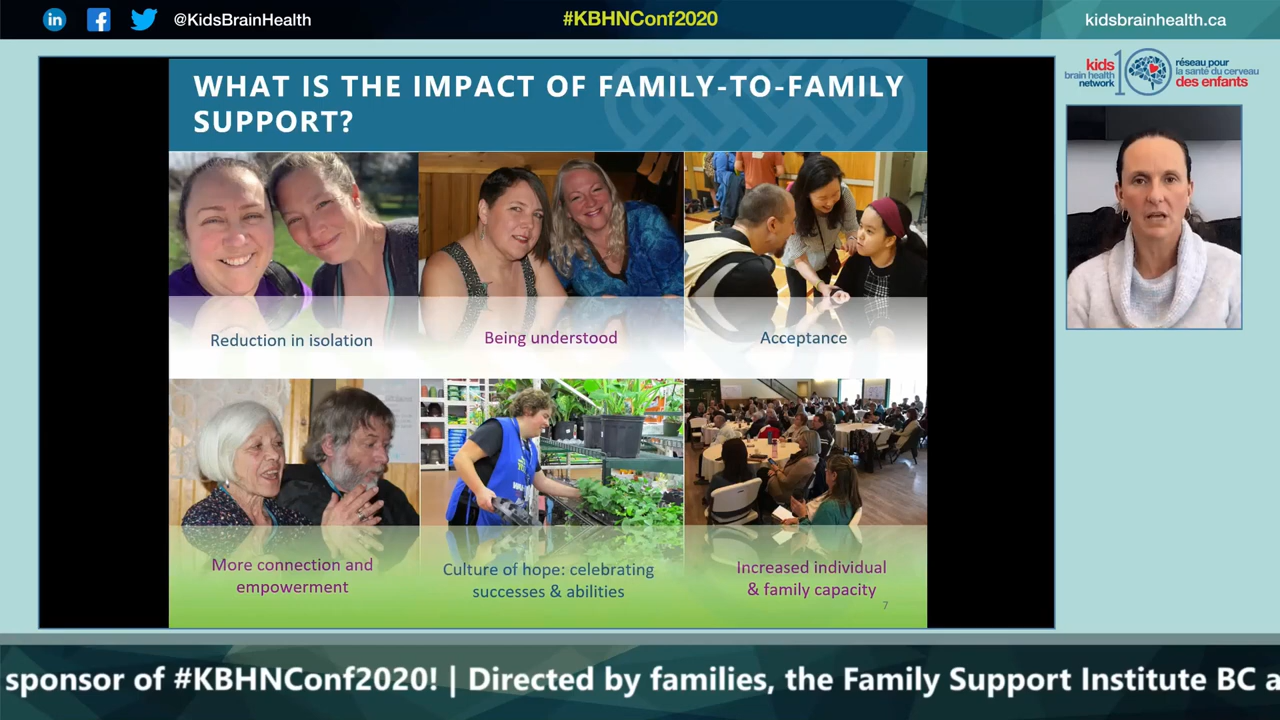 @KidsBrainHealth
#KBHNConf2020
kidsbrainhealth.ca
kids
brain health
network
10
réseau pour
la santé du cerveau
des enfants
WHAT IS THE IMPACT OF FAMILY-TO-FAMILY
SUPPORT?
Reduction in isolation
Being understood
Acceptance
More connection and
empowerment
Culture of hope: celebrating
successes & abilities
Increased individual
& family capacity
7
sponsor of #KBHNConf2020! | Directed by families, the Family Support Institute BC a